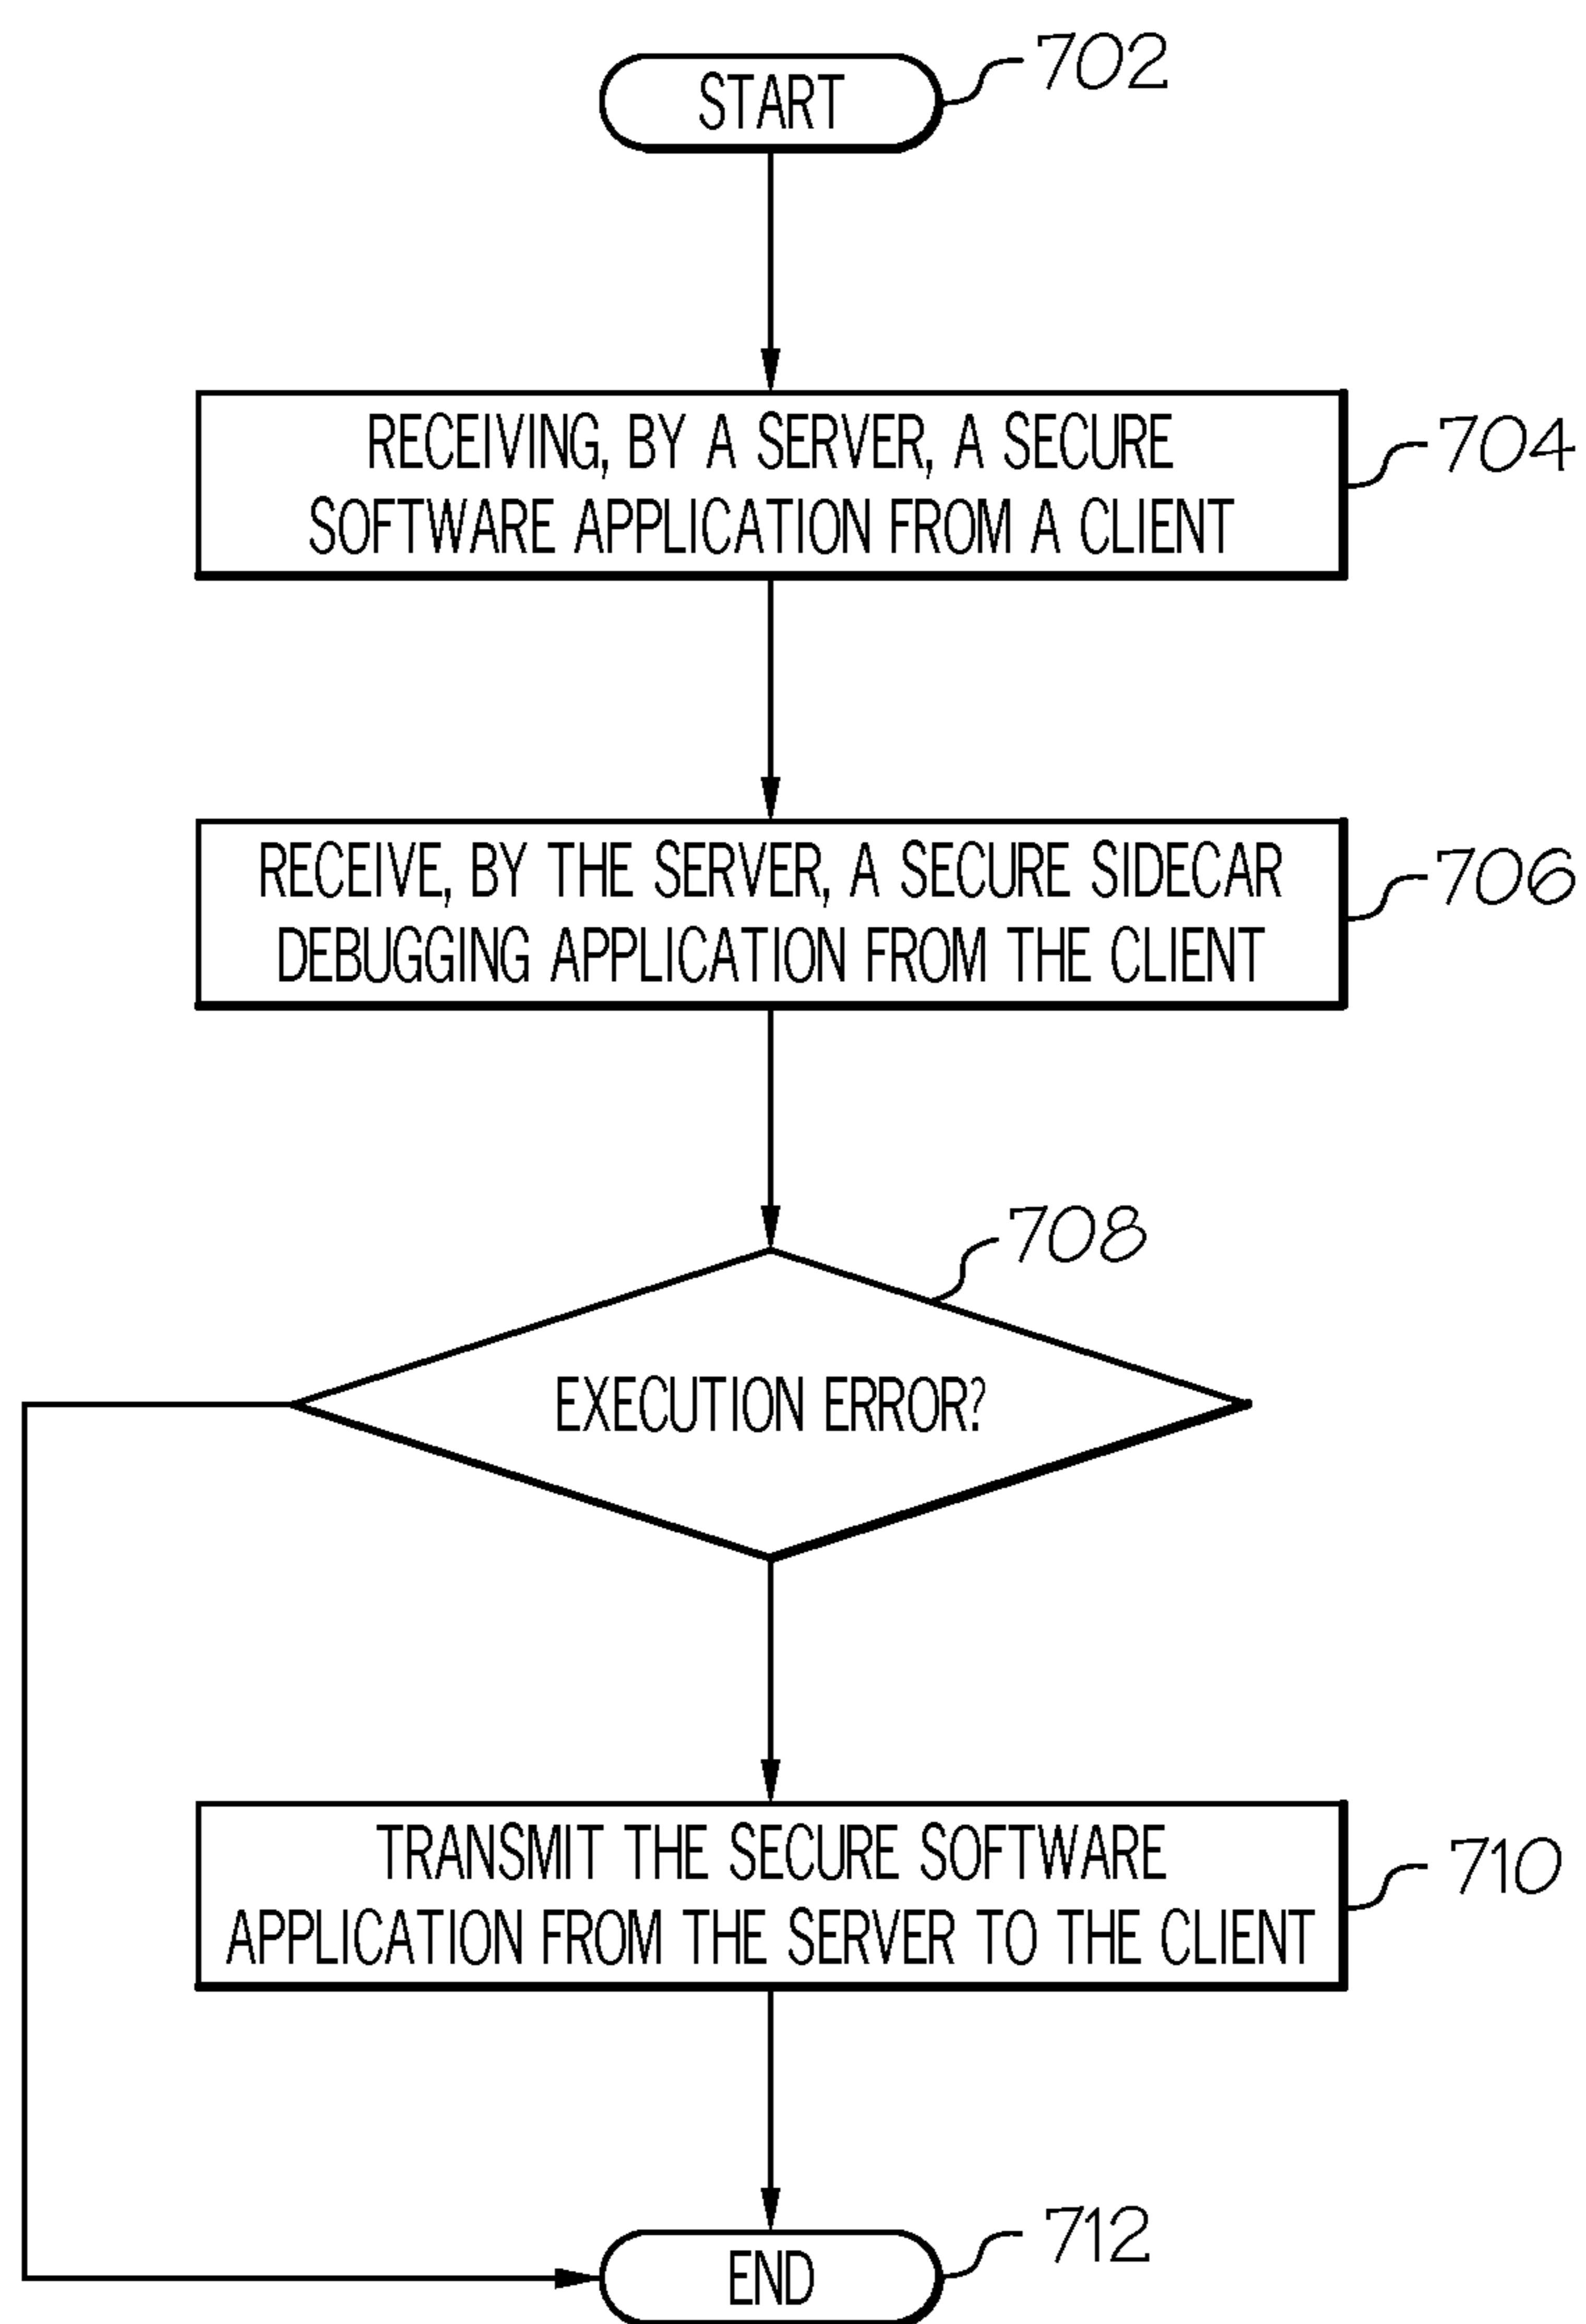 START
702
RECEIVING, BY A SERVER, A SECURE
SOFTWARE APPLICATION FROM A CLIENT
704
RECEIVE, BY THE SERVER, A SECURE SIDECAR
DEBUGGING APPLICATION FROM THE CLIENT
706
708
EXECUTION ERROR?
TRANSMIT THE SECURE SOFTWARE
APPLICATION FROM THE SERVER TO THE CLIENT
710
END
712